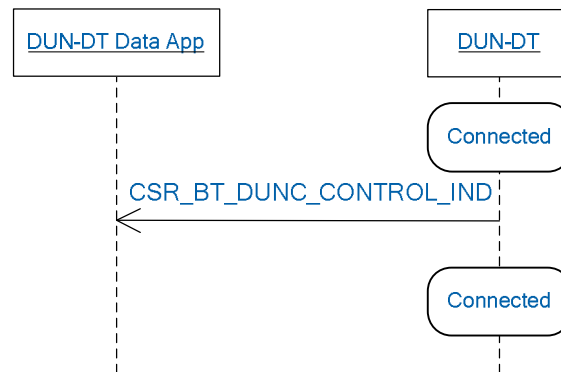 DUN-DT Data App
DUN-DT
Connected
CSR_BT_DUNC_CONTROL_IND
Connected